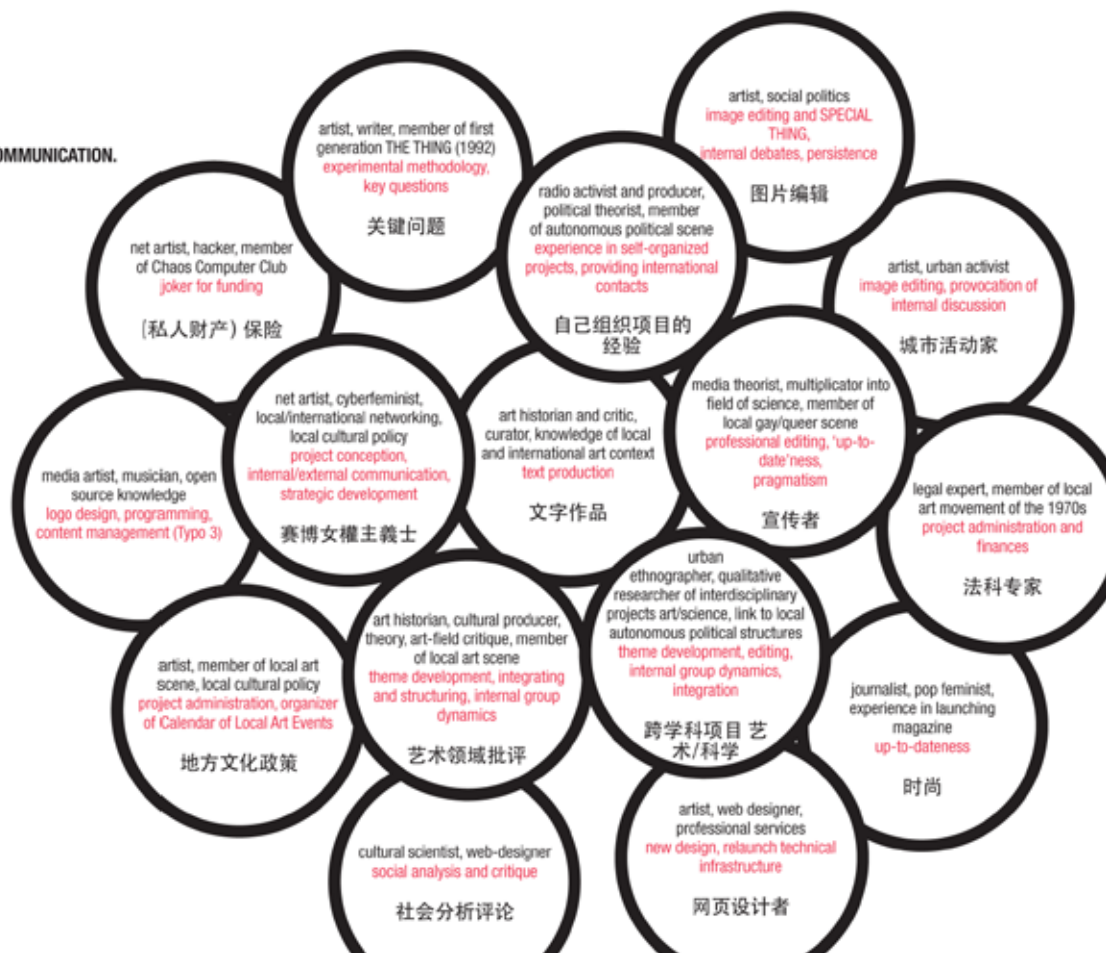 OMMUNICATION.
artist, social politics
image editing and SPECIAL
THING,
internal debates, persistence
图片编辑
artist, writer, member of first
generation THE THING (1992)
experimental methodology,
key questions
关键问题
radio activist and producer,
political theorist, member
of autonomous political scene
experience in self-organized
projects, providing international
contacts
自己组织项目的
经验
net artist, hacker, member
of Chaos Computer Club
joker for funding
(私人财产) 保险
artist, urban activist
image editing, provocation of
internal discussion
城市活动家
net artist, cyberfeminist,
local/international networking,
local cultural policy
project conception,
internal/external communication,
strategic development
赛博女權主義士
art historian and critic,
curator, knowledge of local
and international art context
text production
文字作品
media theorist, multiplicator into
field of science, member of
local gay/queer scene
professional editing, 'up-to-
date'ness,
pragmatism
宣传者
media artist, musician, open
source knowledge
logo design, programming,
content management (Typo 3)
legal expert, member of local
art movement of the 1970s
project administration and
finances
法科专家
art historian, cultural producer,
theory, art-field critique, member
of local art scene
theme development, integrating
and structuring, internal group
dynamics
艺术领域批评
urban
ethnographer, qualitative
researcher of interdisciplinary
projects art/science, link to local
autonomous political structures
theme development, editing,
internal group dynamics,
integration
跨学科项目 艺
术/科学
artist, member of local art
scene, local cultural policy
project administration, organizer
of Calendar of Local Art Events
地方文化政策
journalist, pop feminist,
experience in launching
magazine
up-to-dateness
时尚
cultural scientist, web-designer
social analysis and critique
社会分析评论
artist, web designer,
professional services
new design, relaunch technical
infrastructure
网页设计者